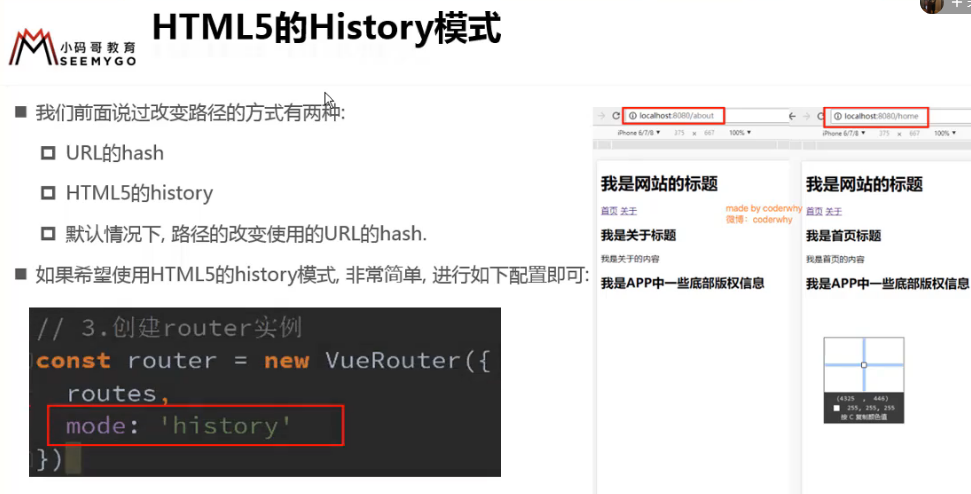 HTML5的History模式
小码哥教育
SEEMYGO
我们前面说过改变路径的方式有两种:
URL的hash
HTML5的history
默认情况下, 路径的改变使用的URL的hash.
如果希望使用HTML5的history模式, 非常简单, 进行如下配置即可:
// 3.创建router实例
const router = new VueRouter({
routes,
mode: 'history'
})
localhost:8080/about
iPhone 6/7/8 ▼ 375 x 667 100% ▼
我是网站的标题
首页 关于
我是关于标题
我是关于的内容
我是APP中一些底部版权信息
made by coderwhy
微博: coderwhy
localhost:8080/home
iPhone 6/7/8 ▼ 275 x 667 100% ▼
我是网站的标题
首页 关于
我是首页标题
我是首页的内容
我是APP中一些底部版权信息
(4325 , 446)
255, 255, 255
按 C 复制颜色值